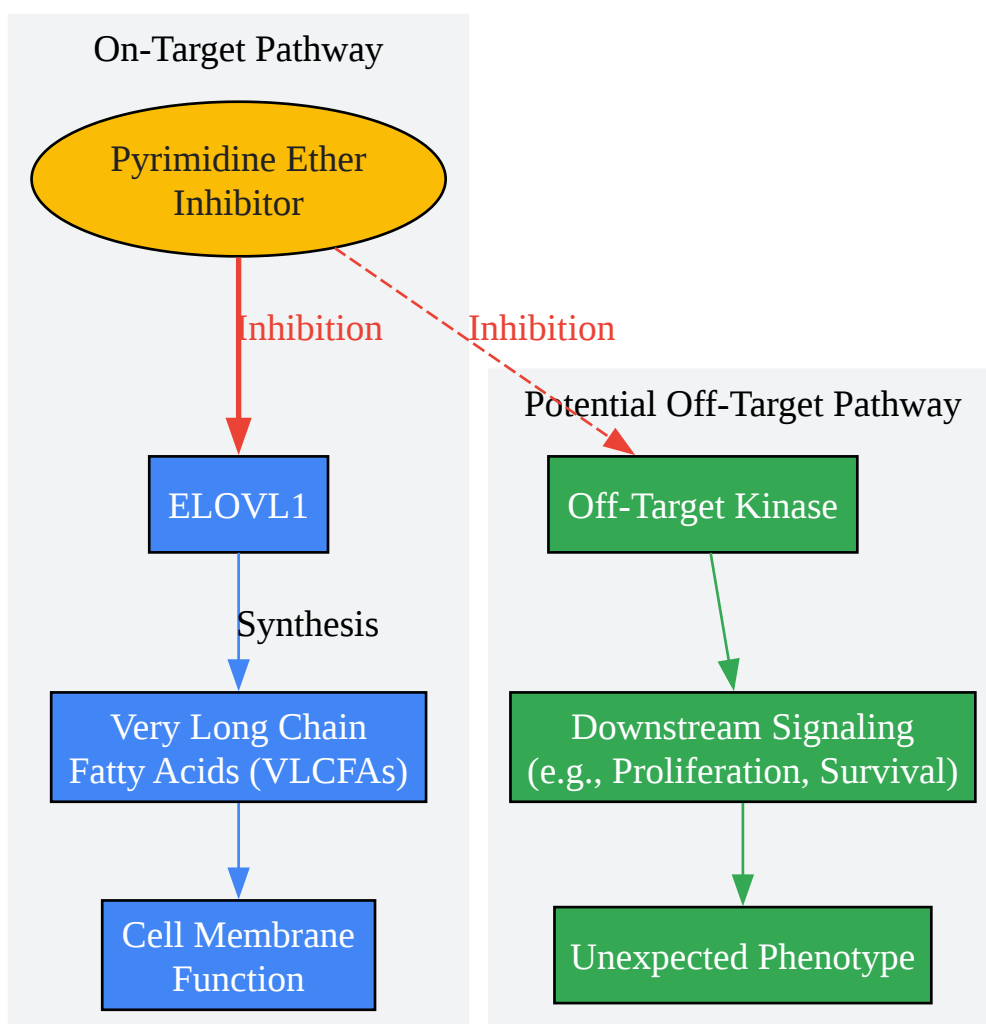 On-Target Pathway
Pyrimidine Ether
Inhibitor
Inhibition
Inhibition
Potential Off-Target Pathway
ELOVL1
Off-Target Kinase
Synthesis
Very Long Chain
Fatty Acids (VLCFAs)
Downstream Signaling
(e.g., Proliferation, Survival)
Cell Membrane
Function
Unexpected Phenotype